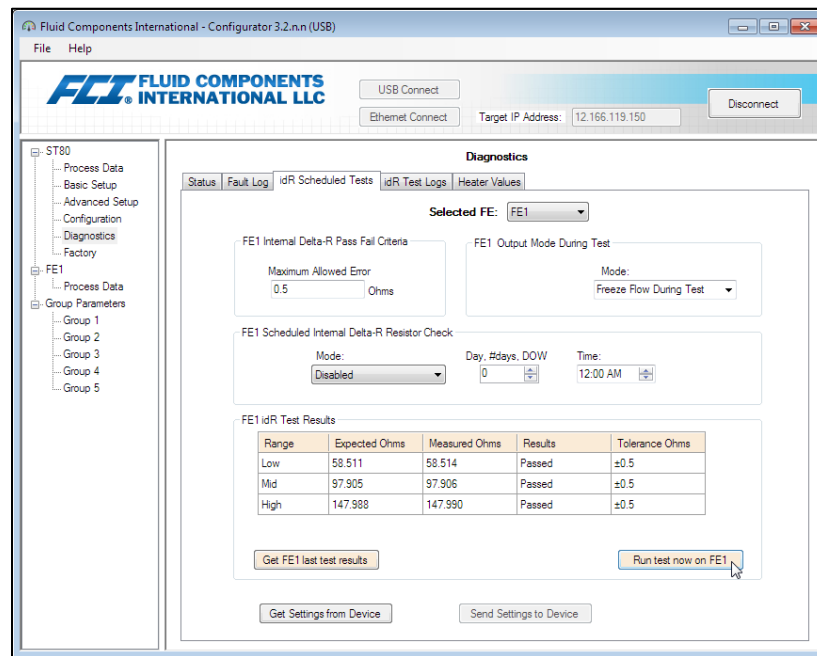 Fluid Components International - Configurator 3.2.n.n (USB)
File Help
FCI FLUID COMPONENTS
® INTERNATIONAL LLC
USB Connect
Ethernet Connect
Target IP Address: 12.166.119.150
Disconnect
ST80
Process Data
Basic Setup
Advanced Setup
Configuration
Diagnostics
Factory
FE1
Process Data
Group Parameters
Group 1
Group 2
Group 3
Group 4
Group 5
Diagnostics
Status Fault Log idR Scheduled Tests idR Test Logs Heater Values
Selected FE: FE1
FE1 Internal Delta-R Pass Fail Criteria
Maximum Allowed Error
0.5 Ohms
FE1 Output Mode During Test
Mode:
Freeze Flow During Test
FE1 Scheduled Internal Delta-R Resistor Check
Mode: Day, #days, DOW Time:
Disabled 0 12:00 AM
FE1 idR Test Results
Range Expected Ohms Measured Ohms Results Tolerance Ohms
Low 58.511 58.514 Passed ±0.5
Mid 97.905 97.906 Passed ±0.5
High 147.988 147.990 Passed ±0.5
Get FE1 last test results Run test now on FE1
Get Settings from Device Send Settings to Device